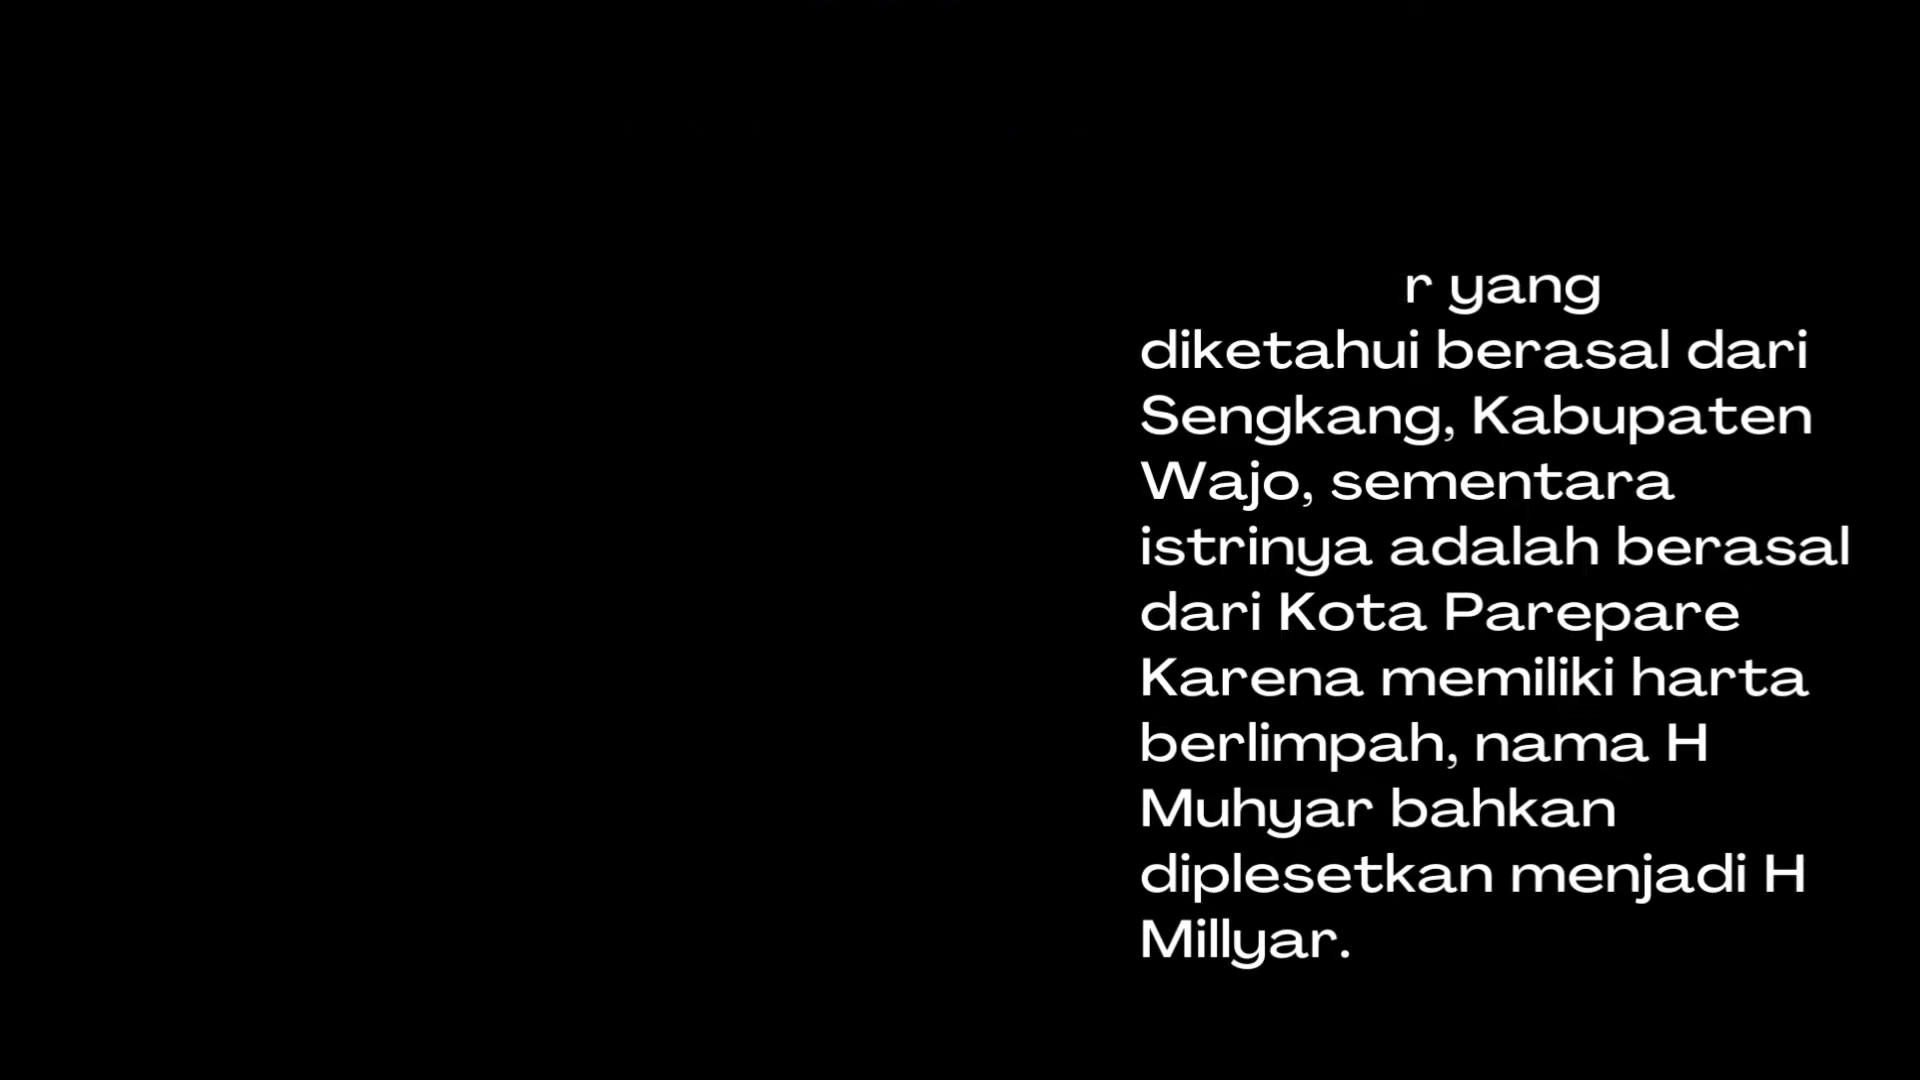 r yang
diketahui berasal dari
Sengkang, Kabupaten
Wajo, sementara
istrinya adalah berasal
dari Kota Parepare
Karena memiliki harta
berlimpah, nama H
Muhyar bahkan
diplesetkan menjadi H
Millyar.